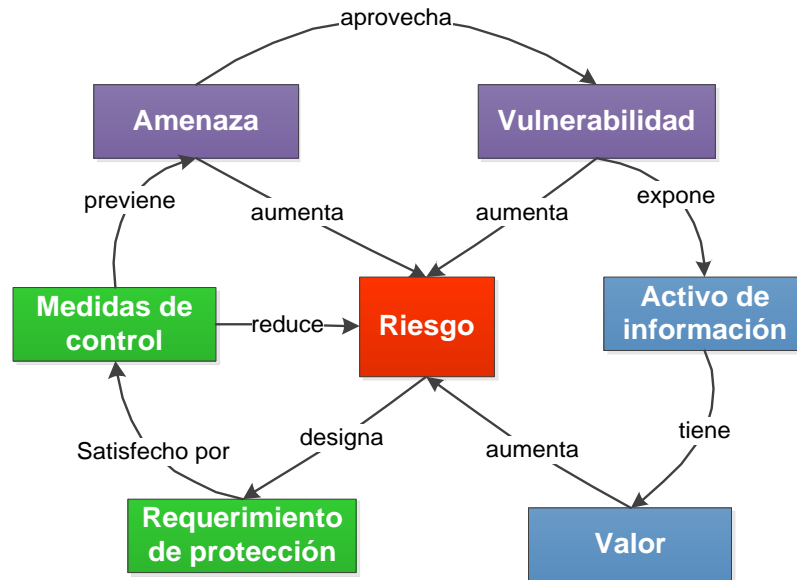 aprovecha
Amenaza
Vulnerabilidad
previene
aumenta
aumenta
expone
Medidas de
control
reduce
Riesgo
Activo de
información
Satisfecho por
designa
aumenta
tiene
Requerimiento
de protección
Valor